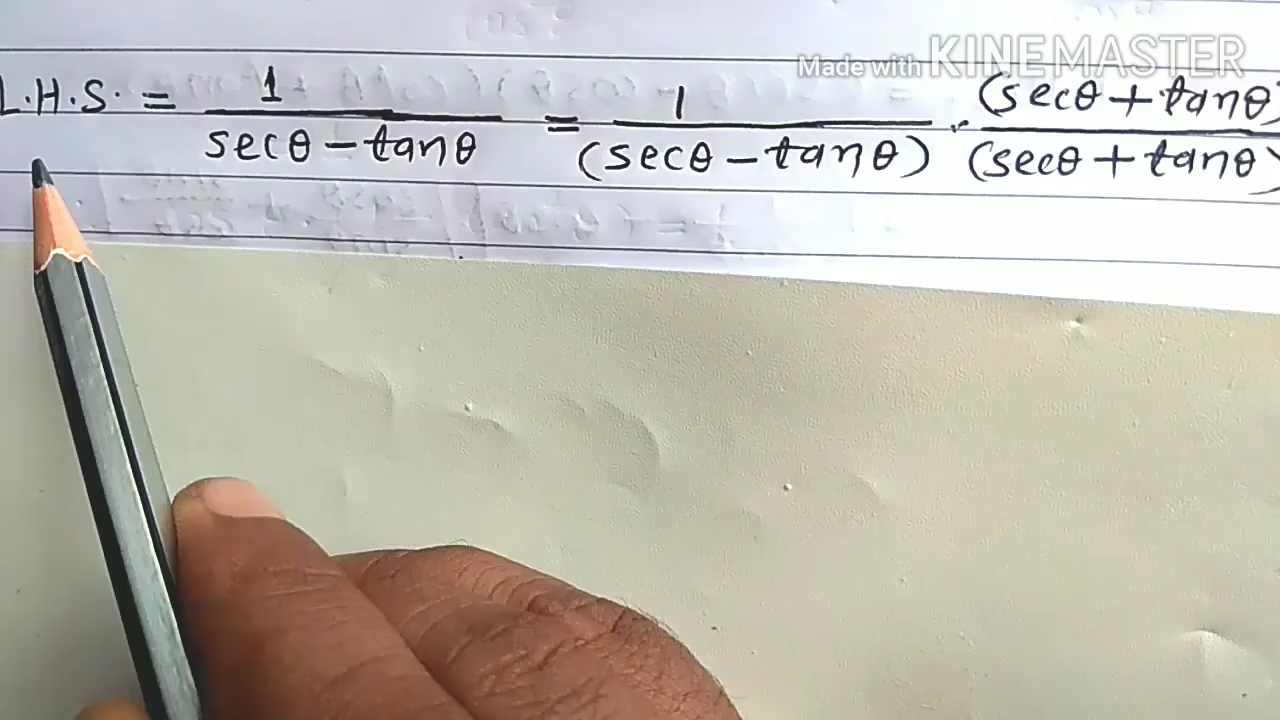 Made with KINEMASTER
L.H.S. = 1/(secθ - tanθ) = 1/(secθ - tanθ) · (secθ + tanθ)/(secθ + tanθ)